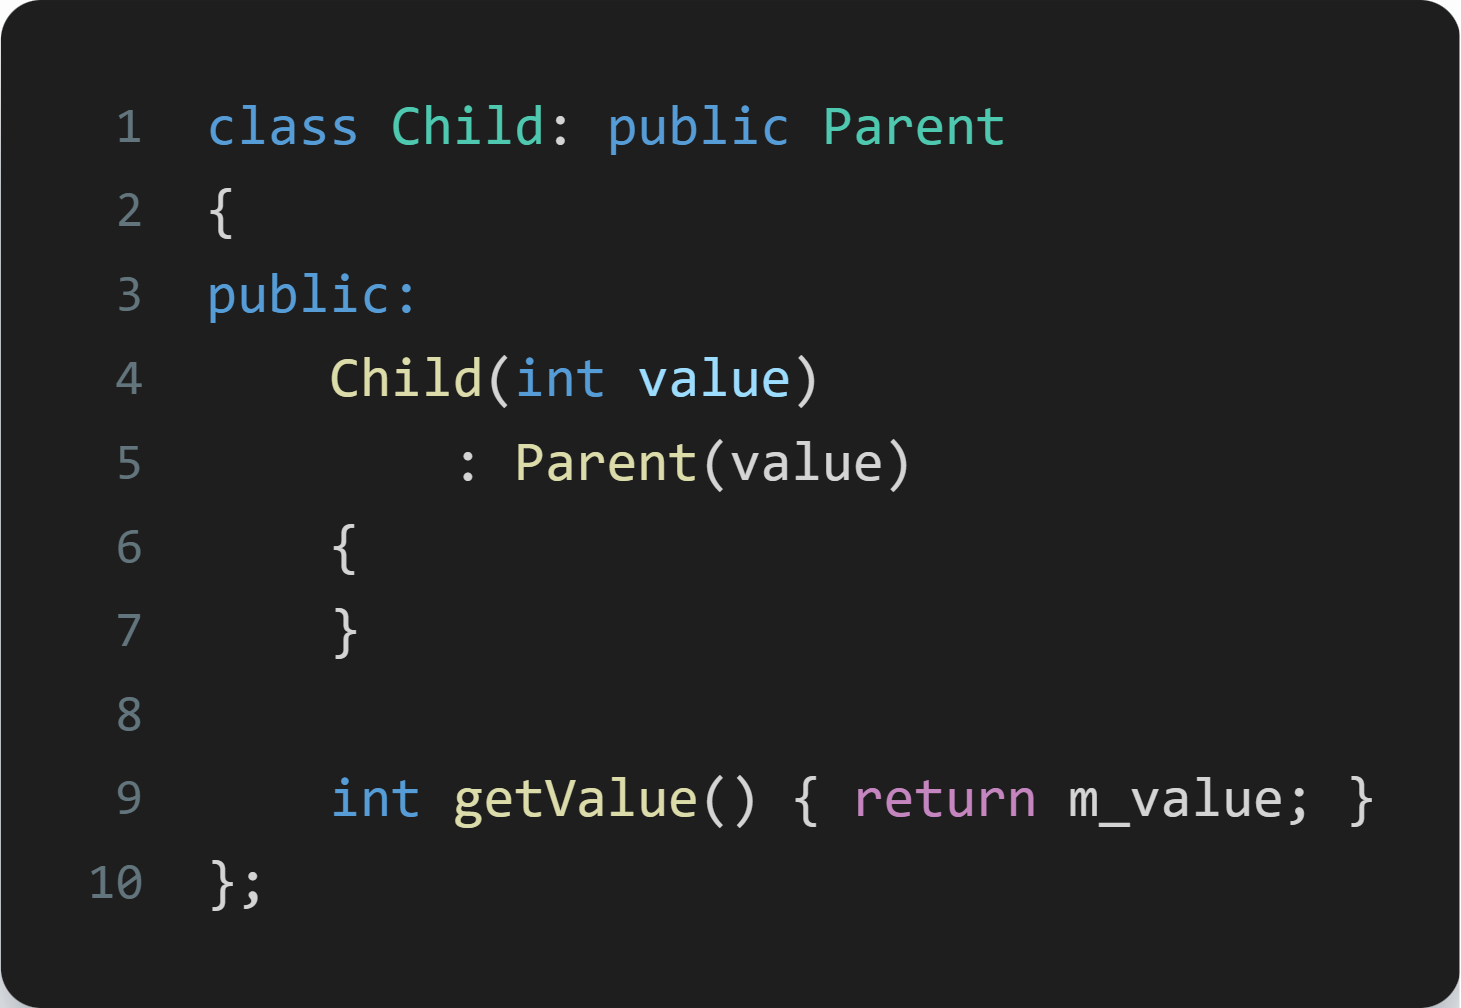 1 class Child: public Parent
2 {
3 public:
4     Child(int value)
5         : Parent(value)
6     {
7     }
8
9     int getValue() { return m_value; }
10 };